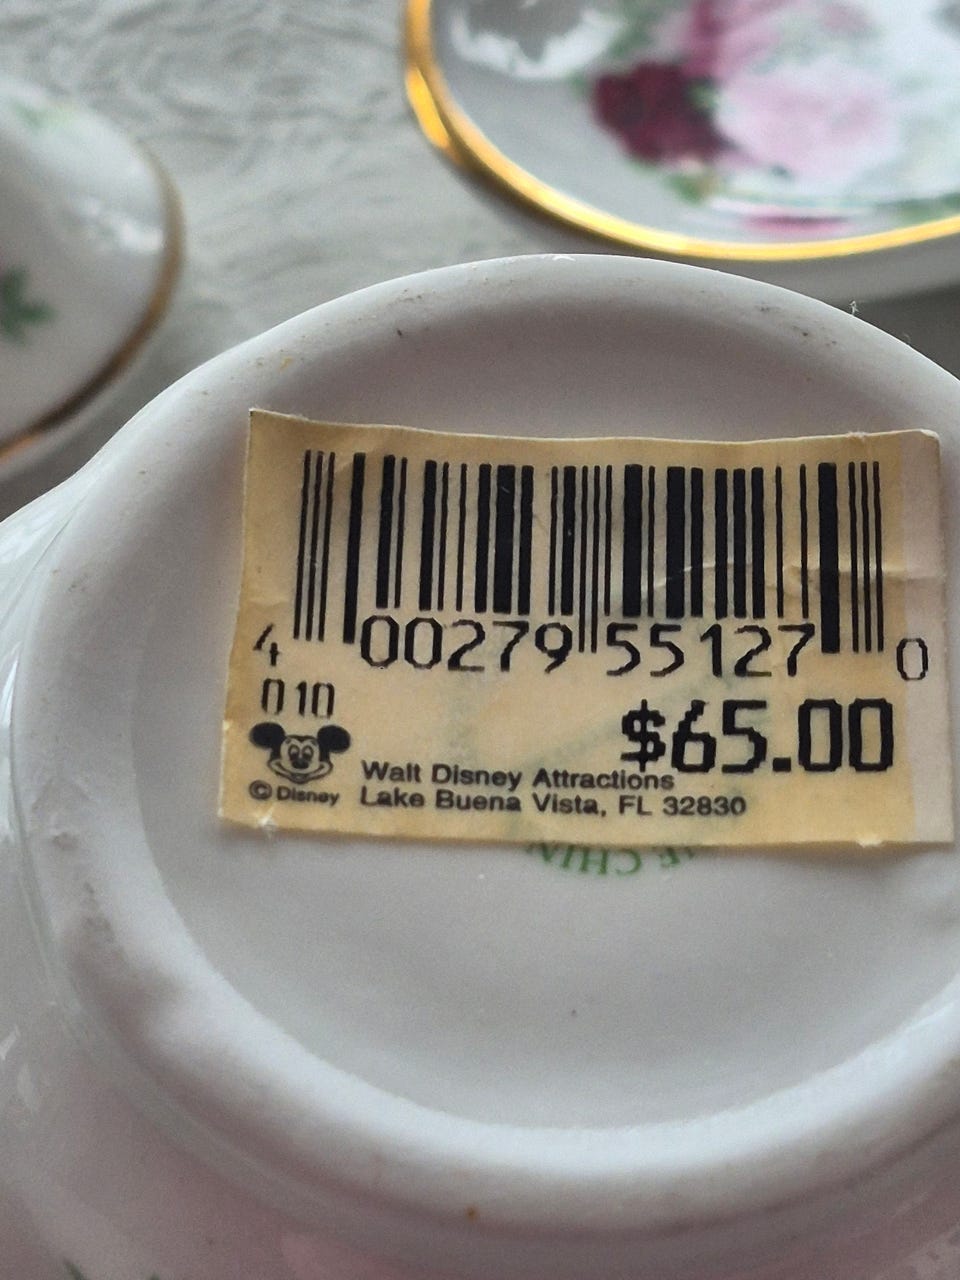 4 00279 55127 0
010
$65.00
© Disney
Walt Disney Attractions
Lake Buena Vista, FL 32830